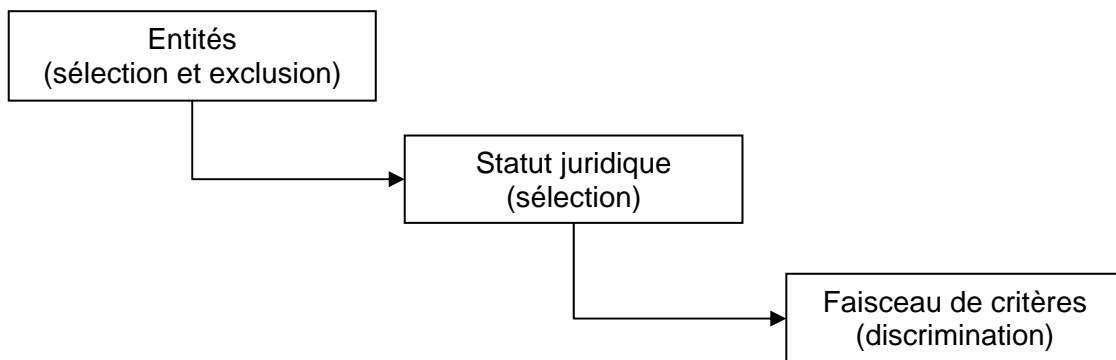 Entités
(sélection et exclusion)
Statut juridique
(sélection)
Faisceau de critères
(discrimination)